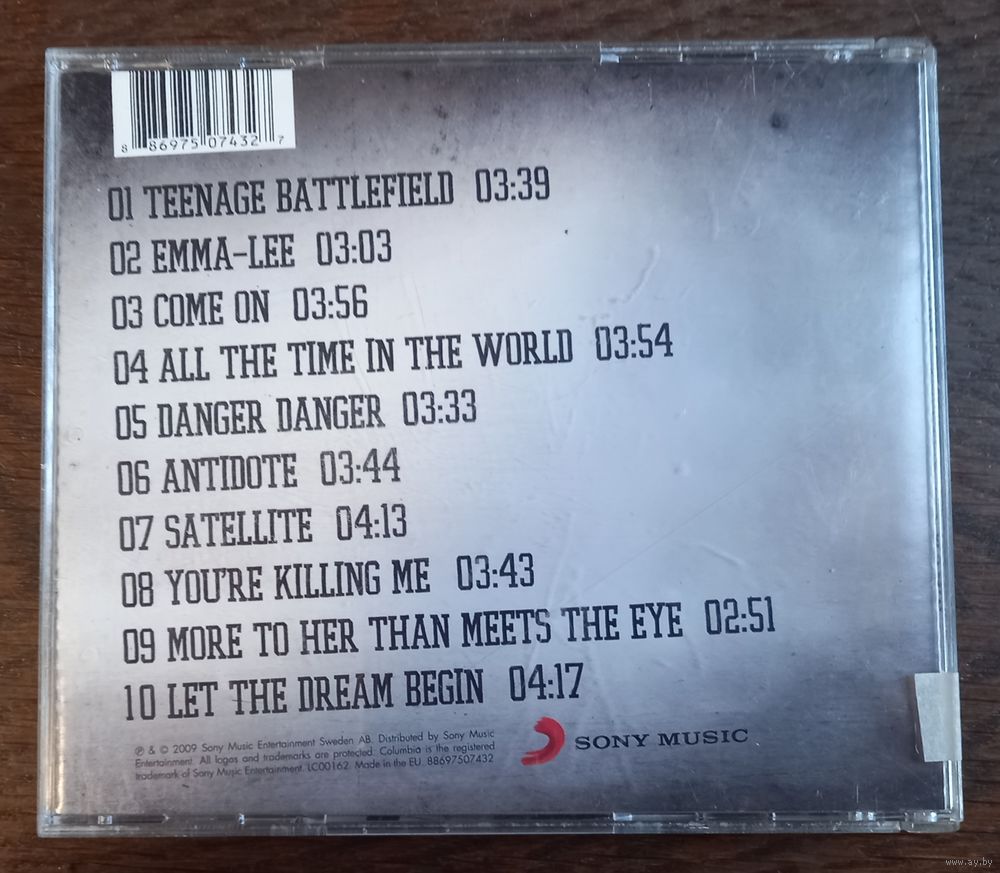 8 86975 07432 7
01 TEENAGE BATTLEFIELD 03:39
02 EMMA-LEE 03:03
03 COME ON 03:56
04 ALL THE TIME IN THE WORLD 03:54
05 DANGER DANGER 03:33
06 ANTIDOTE 03:44
07 SATELLITE 04:13
08 YOU'RE KILLING ME 03:43
09 MORE TO HER THAN MEETS THE EYE 02:51
10 LET THE DREAM BEGIN 04:17
℗ & © 2009 Sony Music Entertainment Sweden AB. Distributed by Sony Music
Entertainment. All logos and trademarks are protected. Columbia is the registered
trademark of Sony Music Entertainment. LC00162. Made in the EU. 88697507432
SONY MUSIC
www.ay.by